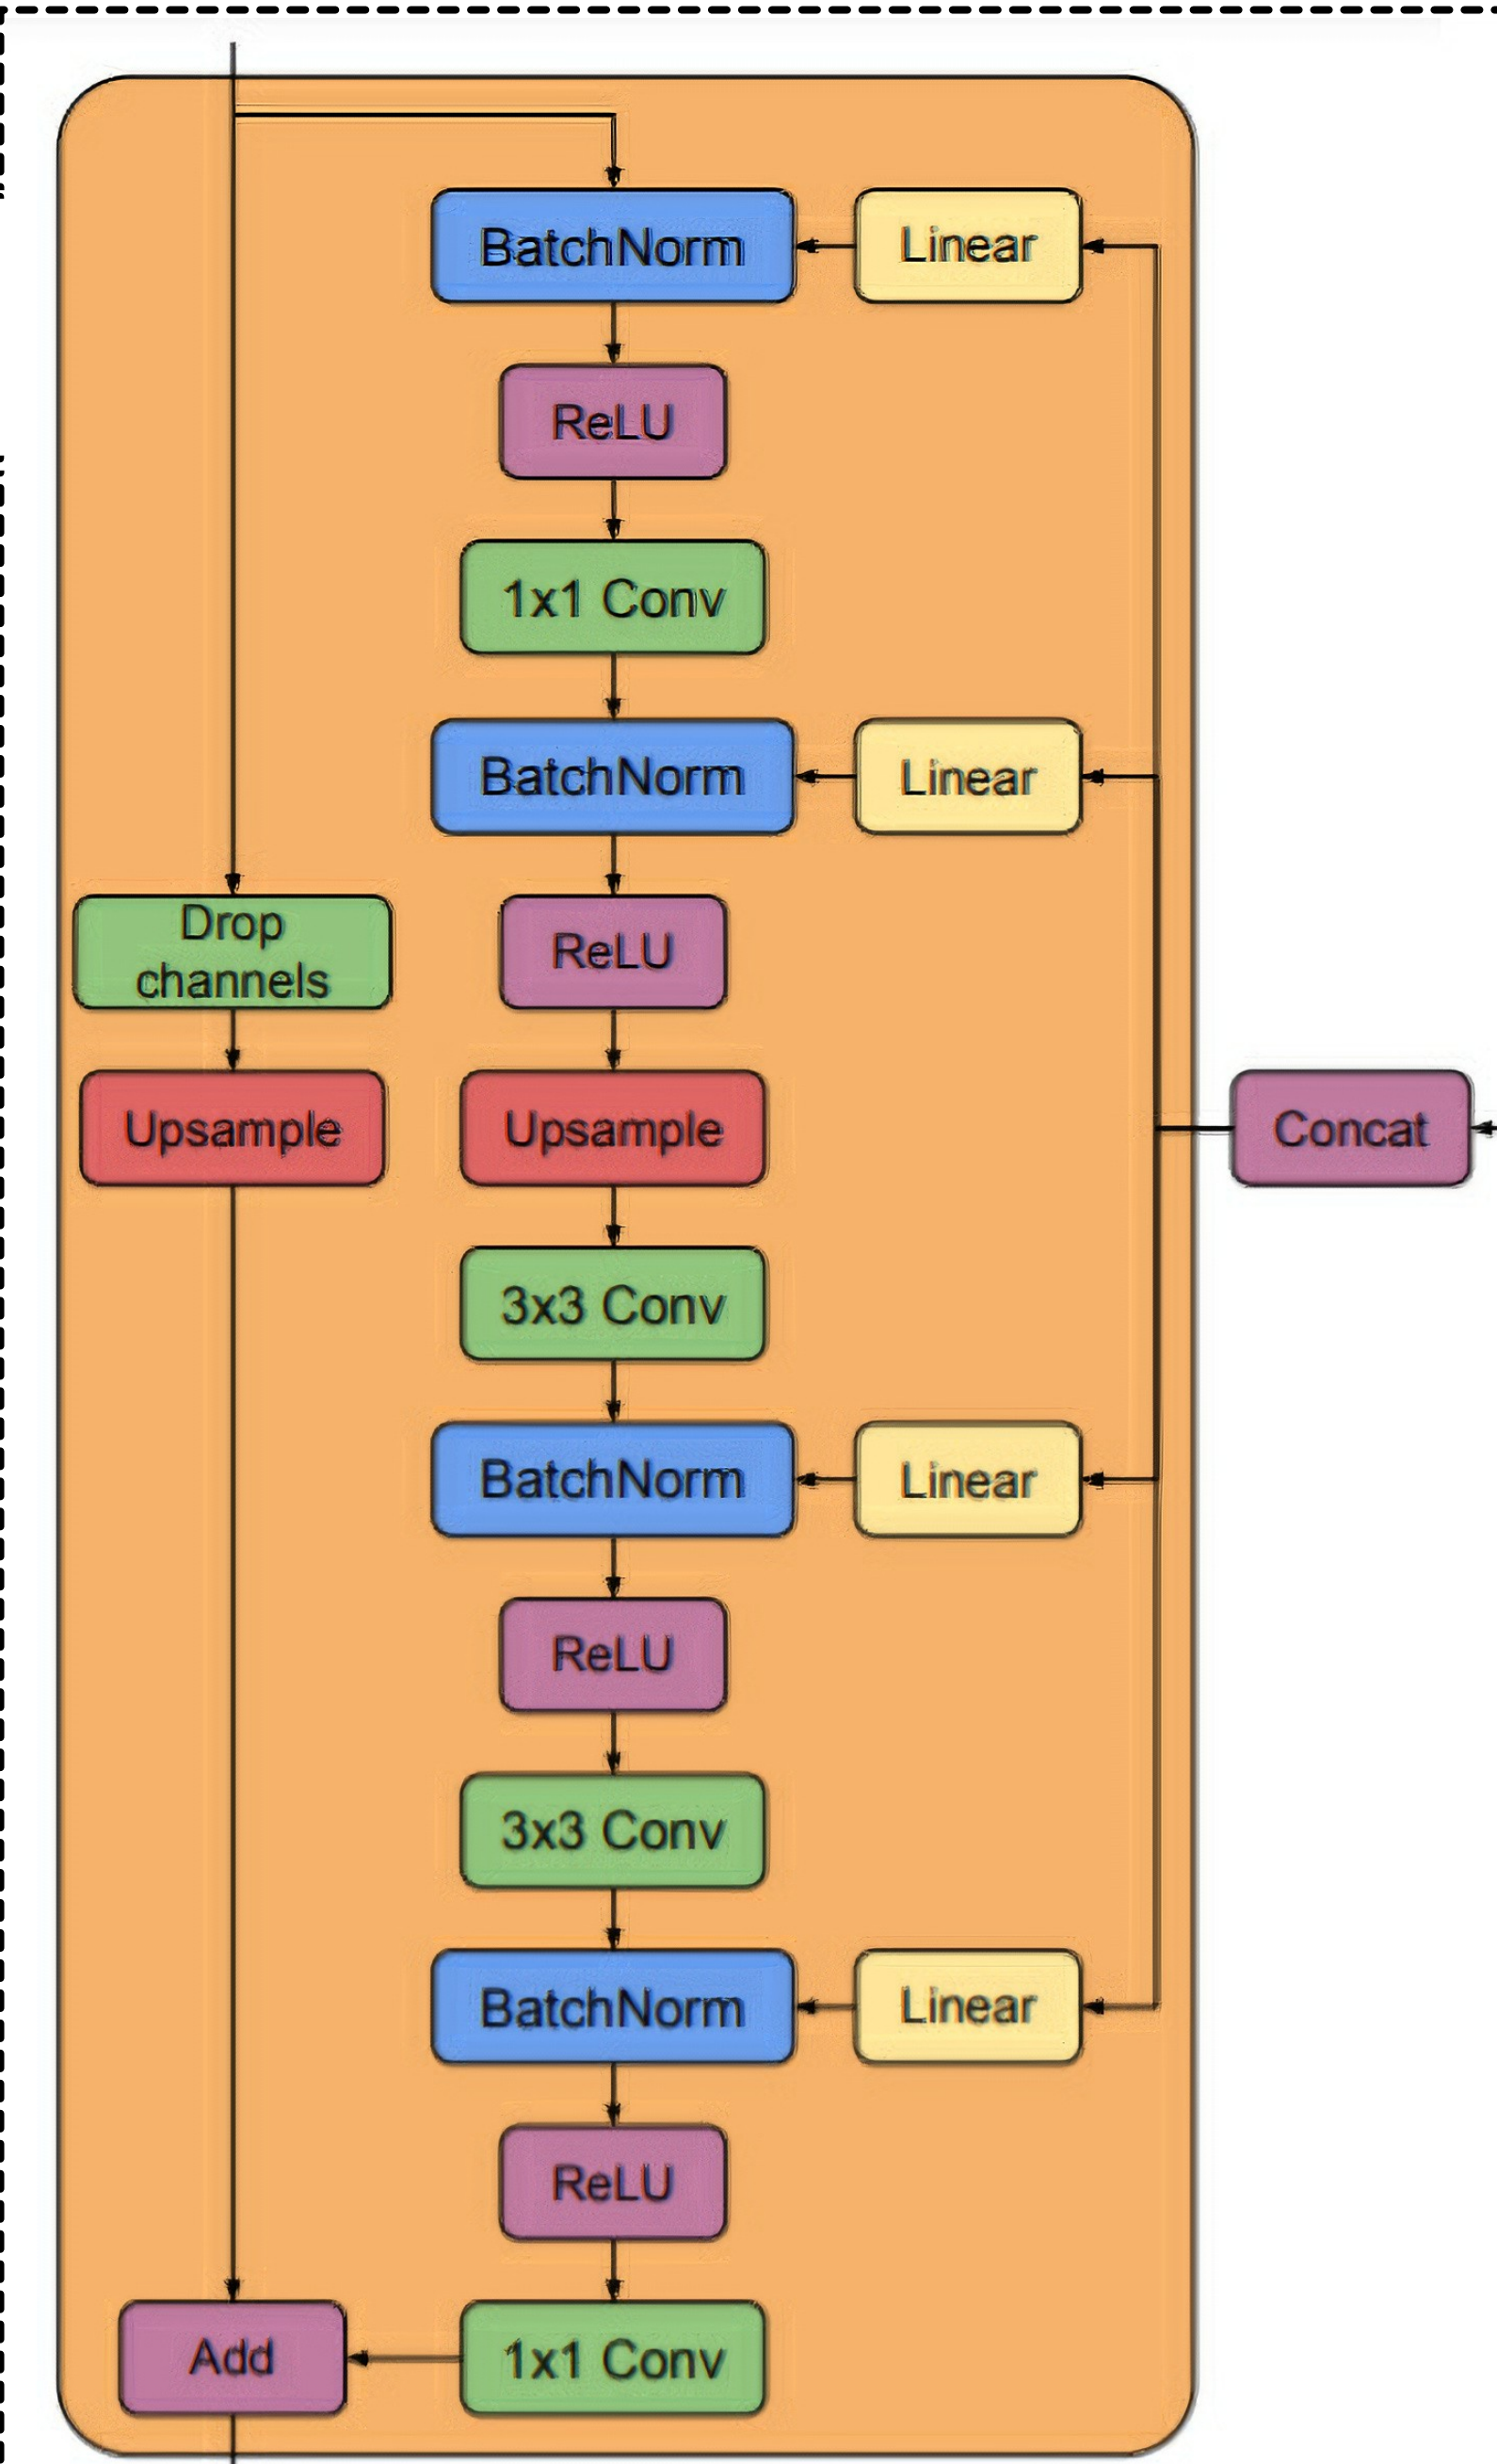 BatchNorm
Linear
ReLU
1x1 Conv
BatchNorm
Linear
Drop
channels
ReLU
Upsample
Upsample
Concat
3x3 Conv
BatchNorm
Linear
ReLU
3x3 Conv
BatchNorm
Linear
ReLU
Add
1x1 Conv